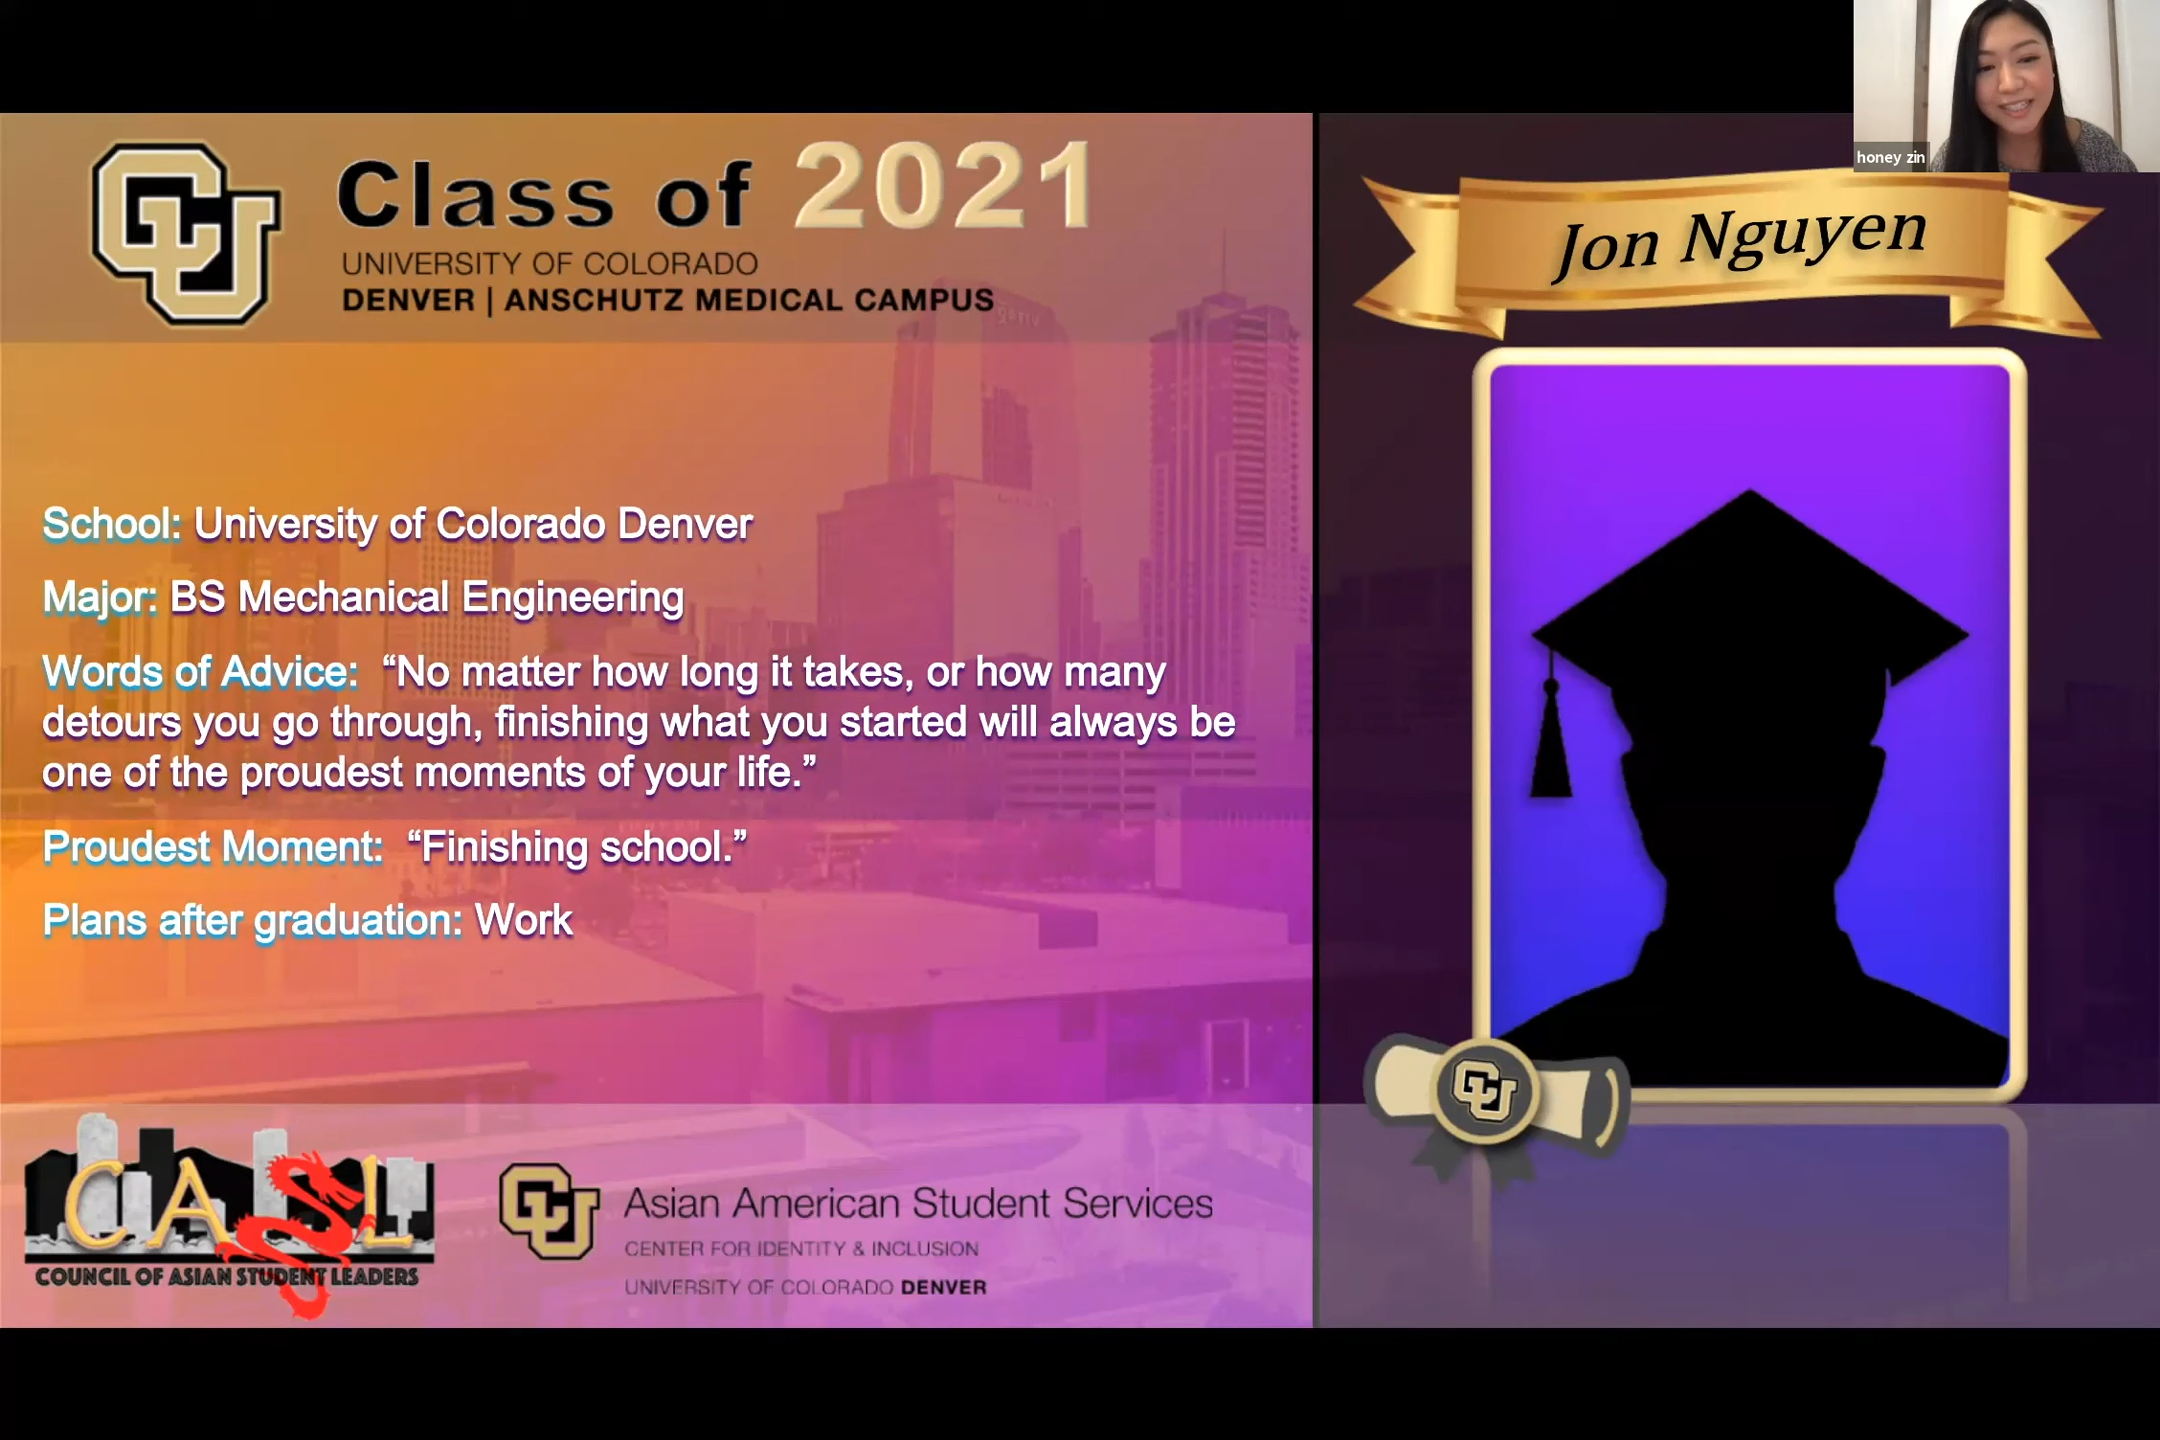 honey zin
CU
Class of 2021
UNIVERSITY OF COLORADO
DENVER | ANSCHUTZ MEDICAL CAMPUS
Jon Nguyen
School: University of Colorado Denver
Major: BS Mechanical Engineering
Words of Advice: “No matter how long it takes, or how many
detours you go through, finishing what you started will always be
one of the proudest moments of your life.”
Proudest Moment: “Finishing school.”
Plans after graduation: Work
CU
CASL
COUNCIL OF ASIAN STUDENT LEADERS
CU
Asian American Student Services
CENTER FOR IDENTITY & INCLUSION
UNIVERSITY OF COLORADO DENVER